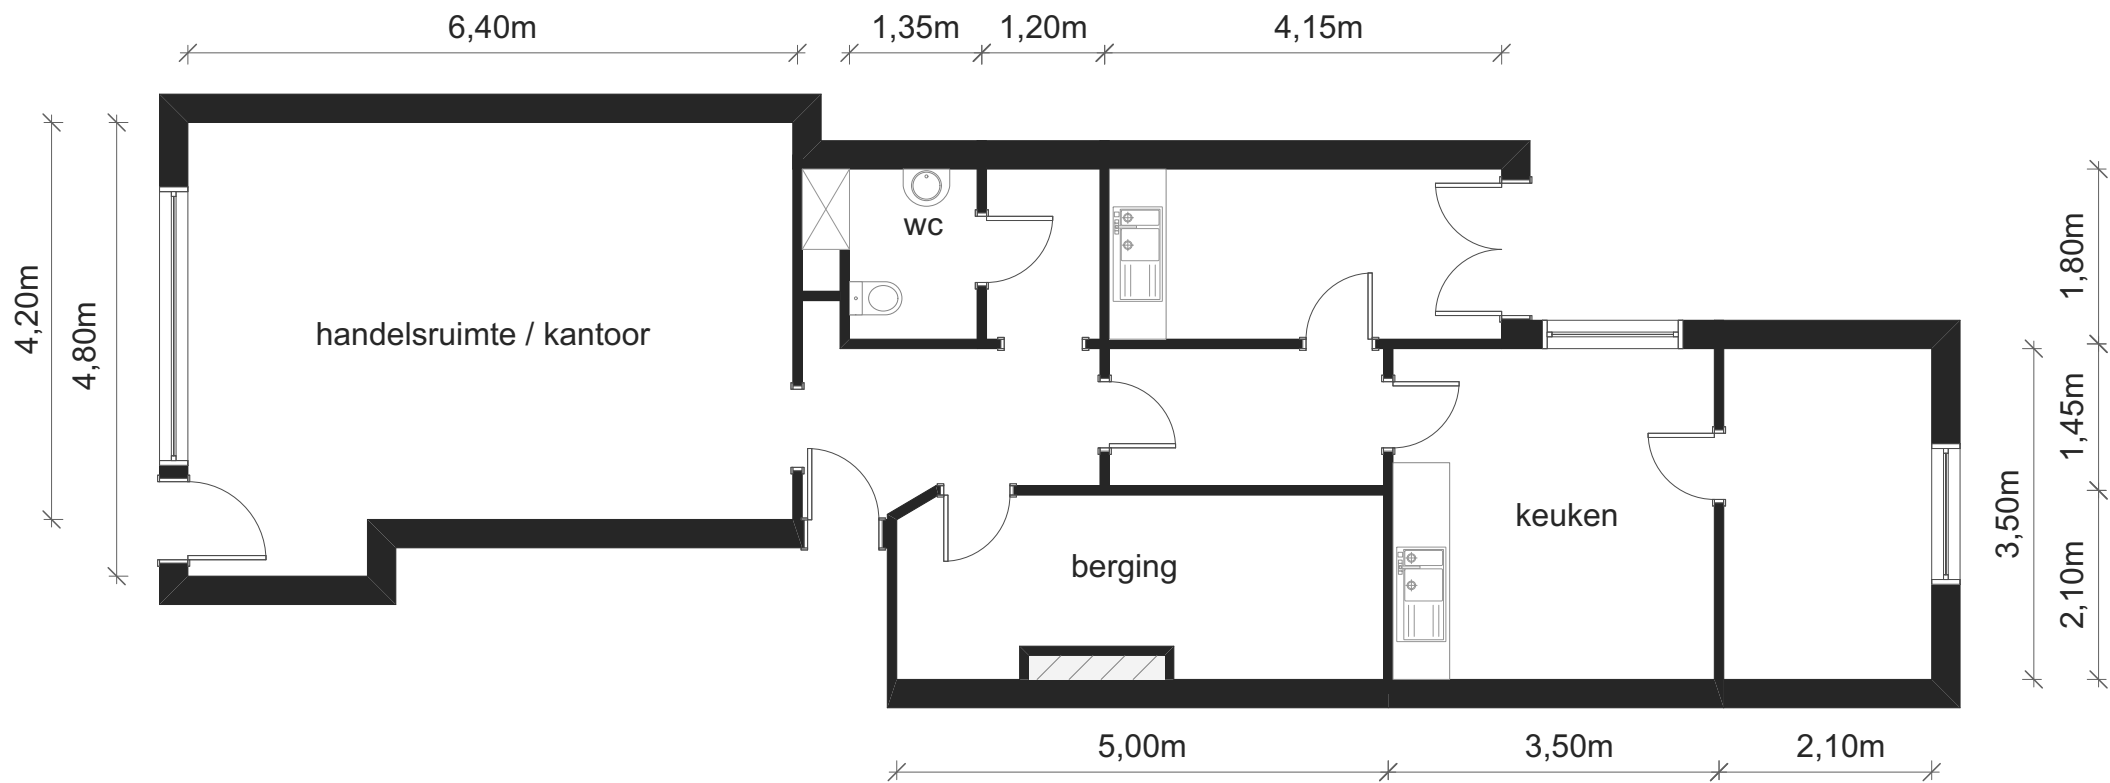 6,40m
1,35m
1,20m
4,15m
4,20m
4,80m
wc
handelsruimte / kantoor
keuken
berging
1,80m
1,45m
3,50m
2,10m
5,00m
3,50m
2,10m